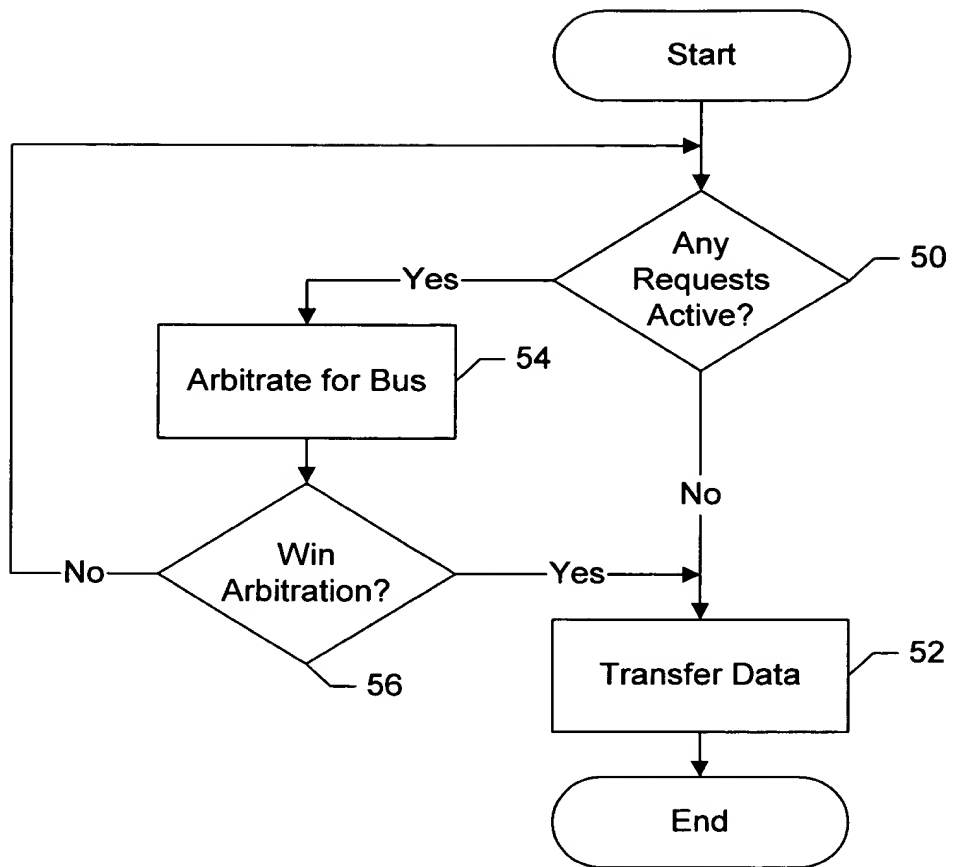 Start
Any
Requests
Active?
50
Yes
Arbitrate for Bus
54
No
Win
Arbitration?
No
Yes
56
Transfer Data
52
End